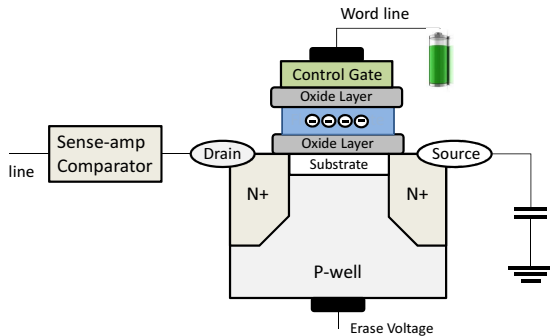 Word line
Control Gate
Oxide Layer
Oxide Layer
Sense-amp
Comparator
Drain
Substrate
Source
line
N+
N+
P-well
Erase Voltage